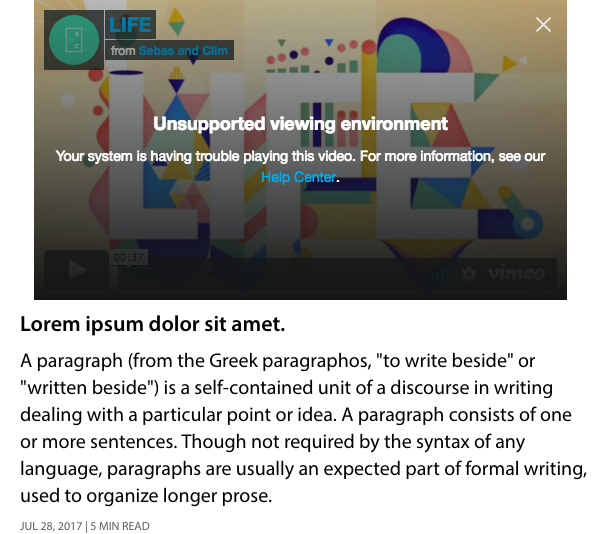 LIFE
from Sebas and Clim
LIFE
Unsupported viewing environment
Your system is having trouble playing this video. For more information, see our
Help Center.
00:37
vimeo
Lorem ipsum dolor sit amet.
A paragraph (from the Greek paragraphos, "to write beside" or
"written beside") is a self-contained unit of a discourse in writing
dealing with a particular point or idea. A paragraph consists of one
or more sentences. Though not required by the syntax of any
language, paragraphs are usually an expected part of formal writing,
used to organize longer prose.
JUL 28, 2017 | 5 MIN READ